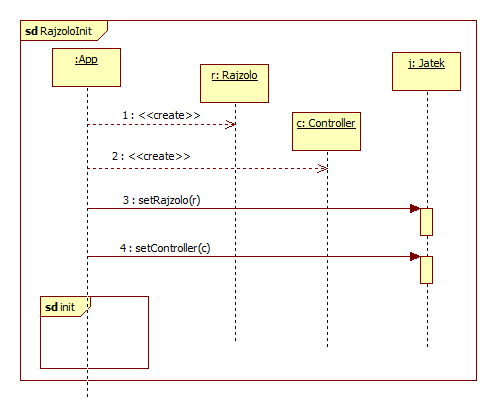 sd RajzoloInit
:App
r: Rajzolo
j: Jatek
1 : <<create>>
c: Controller
2 : <<create>>
3 : setRajzolo(r)
4 : setController(c)
sd init